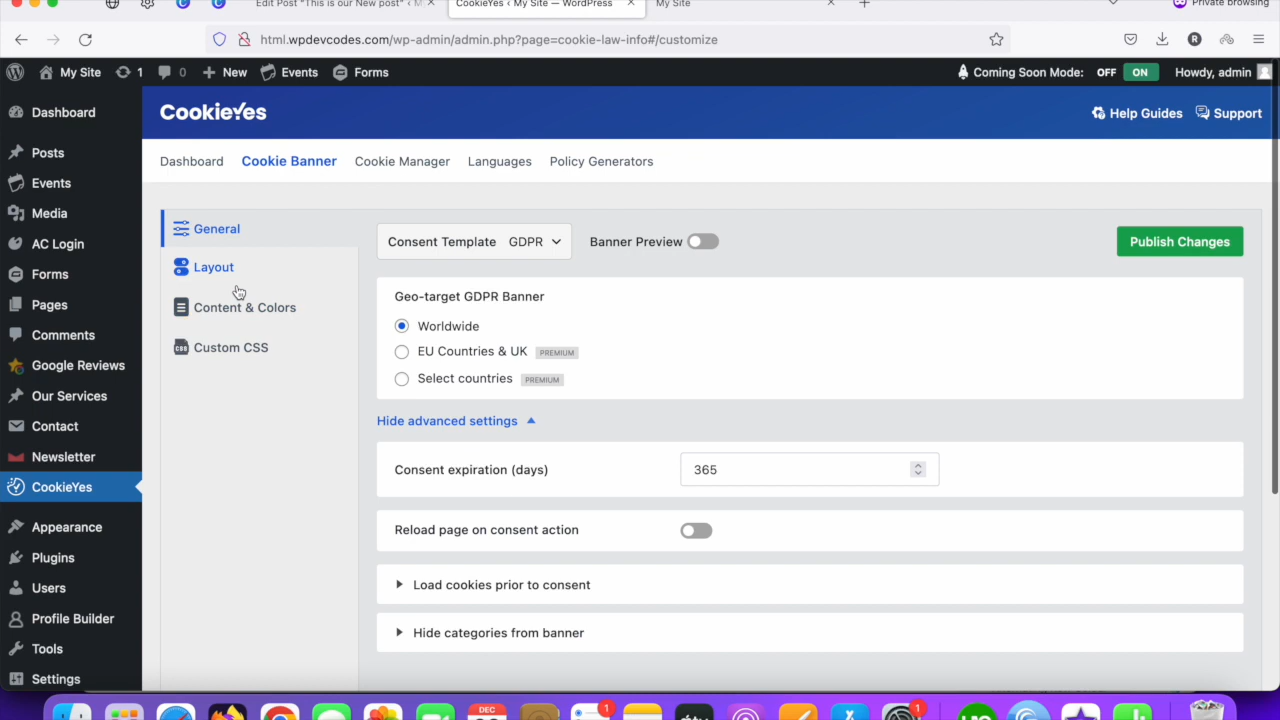 Edit Post "This is our New post" ‹ M
CookieYes ‹ My Site — WordPress
My Site
Private browsing
html.wpdevcodes.com/wp-admin/admin.php?page=cookie-law-info#/customize
R
My Site
1
0
New
Events
Forms
Coming Soon Mode:
OFF
ON
Howdy, admin
Dashboard
Posts
Events
Media
AC Login
Forms
Pages
Comments
Google Reviews
Our Services
Contact
Newsletter
CookieYes
Appearance
Plugins
Users
Profile Builder
Tools
Settings
CookieYes
Help Guides
Support
Dashboard
Cookie Banner
Cookie Manager
Languages
Policy Generators
General
Layout
Content & Colors
CSS
Custom CSS
Consent Template
GDPR
Banner Preview
Publish Changes
Geo-target GDPR Banner
Worldwide
EU Countries & UK
PREMIUM
Select countries
PREMIUM
Hide advanced settings
Consent expiration (days)
365
Reload page on consent action
Load cookies prior to consent
Hide categories from banner
DEC
1
tv
1
UP